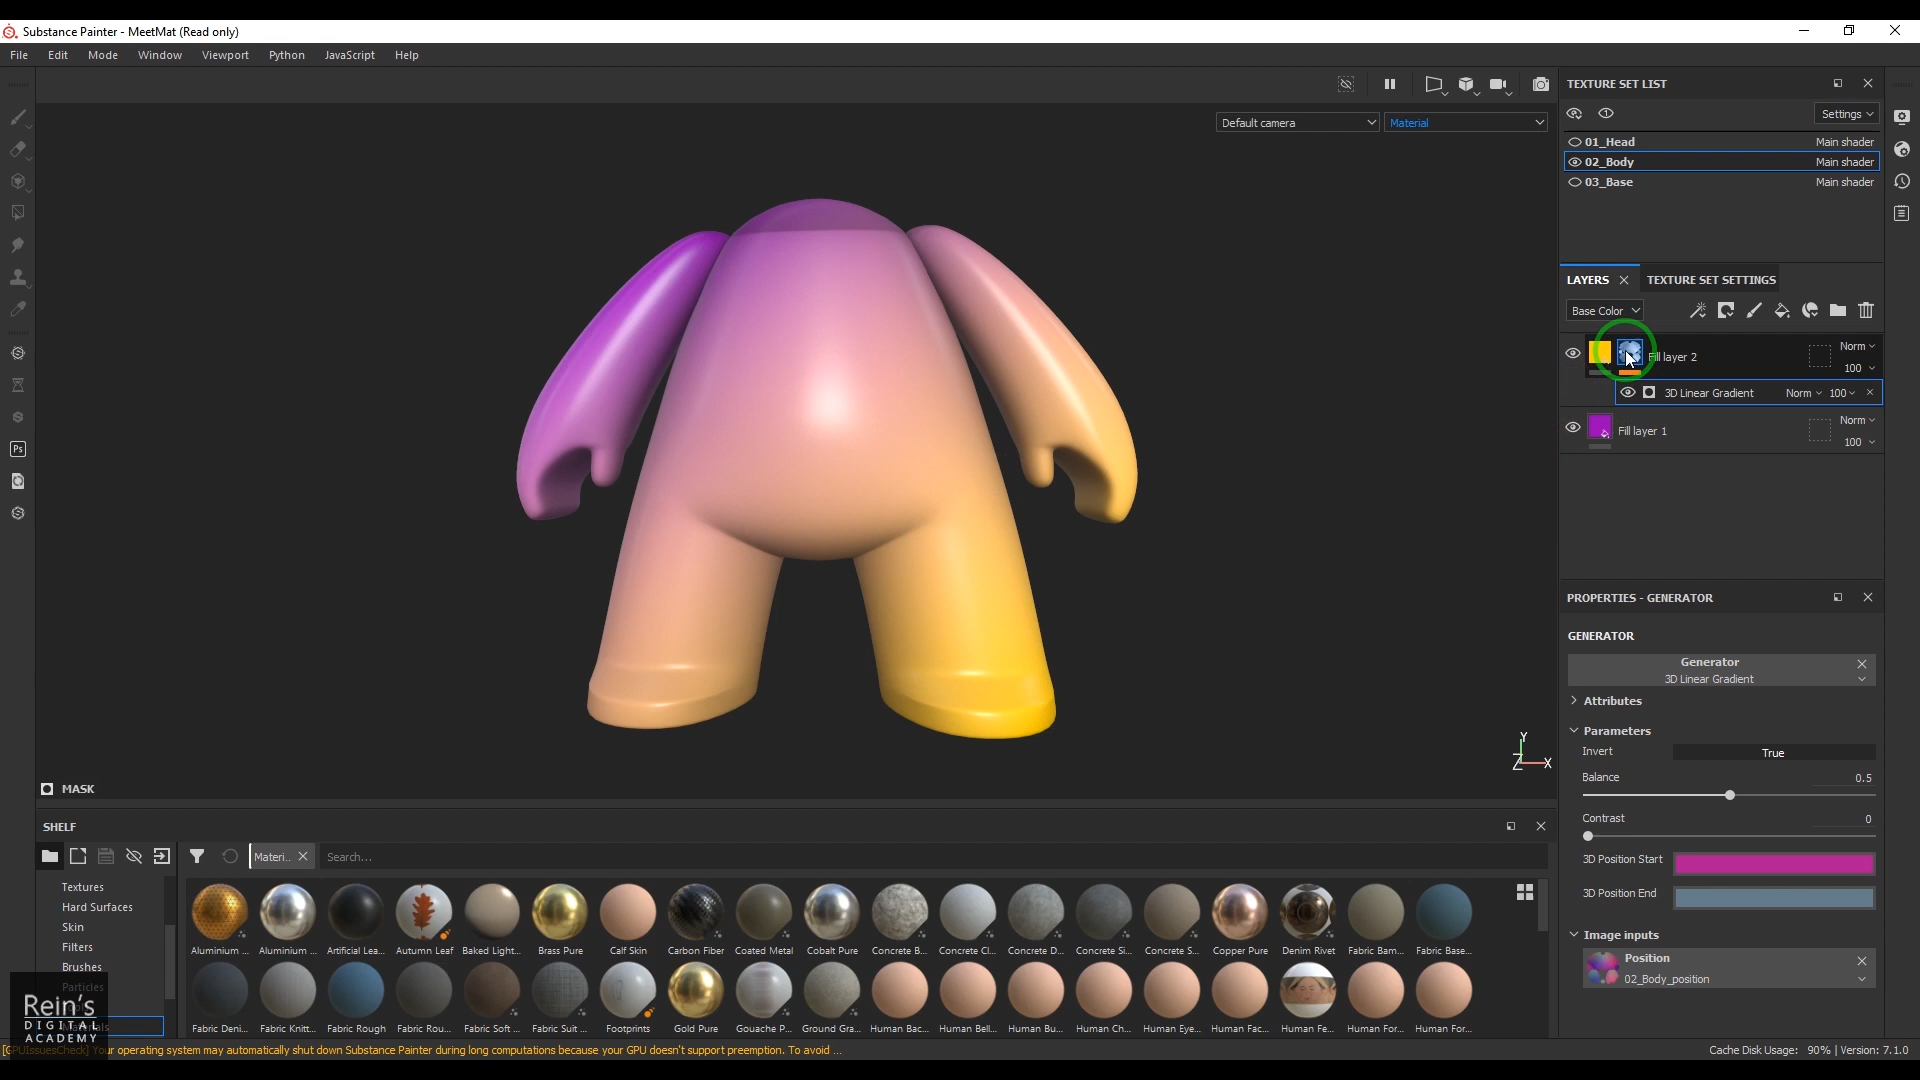 Substance Painter - MeetMat (Read only)
File Edit Mode Window Viewport Python JavaScript Help
TEXTURE SET LIST
Settings
Default camera
Material
01_Head Main shader
02_Body Main shader
03_Base Main shader
LAYERS
TEXTURE SET SETTINGS
Base Color
Fill layer 2
Norm
100
3D Linear Gradient Norm 100
Fill layer 1
Norm
100
PROPERTIES - GENERATOR
GENERATOR
Generator
3D Linear Gradient
Attributes
Parameters
Invert True
Balance 0.5
Contrast 0
3D Position Start
3D Position End
Image inputs
Position
02_Body_position
Y
Z X
Ps
MASK
SHELF
Materi..
Search...
Textures
Hard Surfaces
Skin
Filters
Brushes
Particles
Aluminium ... Aluminium ... Artificial Lea... Autumn Leaf Baked Light... Brass Pure Calf Skin Carbon Fiber Coated Metal Cobalt Pure Concrete B... Concrete Cl... Concrete D... Concrete Si... Concrete S... Copper Pure Denim Rivet Fabric Bam... Fabric Base...
Fabric Deni... Fabric Knitt... Fabric Rough Fabric Rou... Fabric Soft ... Fabric Suit ... Footprints Gold Pure Gouache P... Ground Gra... Human Bac... Human Bell... Human Bu... Human Ch... Human Eye... Human Fac... Human Fe... Human For... Human For...
Rein's
DIGITAL
ACADEMY
[GPUIssuesCheck] Your operating system may automatically shut down Substance Painter during long computations because your GPU doesn't support preemption. To avoid ...
Cache Disk Usage: 90% | Version: 7.1.0